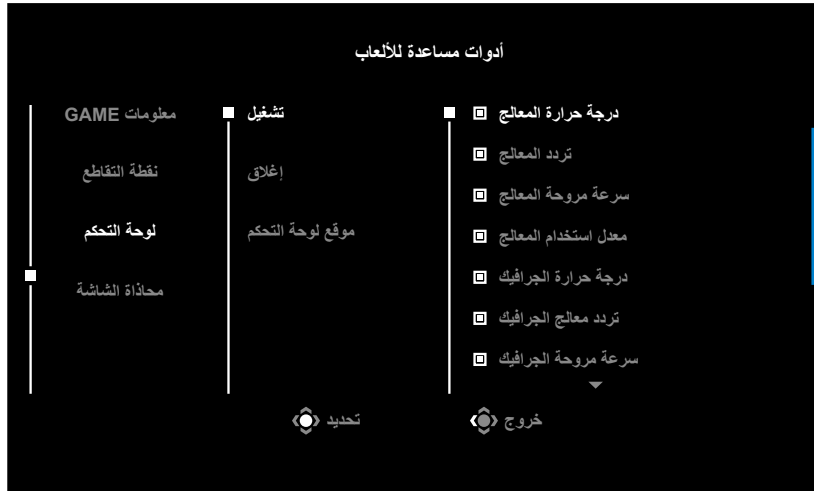 أدوات مساعدة للألعاب
معلومات GAME
نقطة التقاطع
لوحة التحكم
محاذاة الشاشة
تشغيل
إغلاق
موقع لوحة التحكم
درجة حرارة المعالج
تردد المعالج
سرعة مروحة المعالج
معدل استخدام المعالج
درجة حرارة الجرافيك
تردد معالج الجرافيك
سرعة مروحة الجرافيك
تحديد
خروج